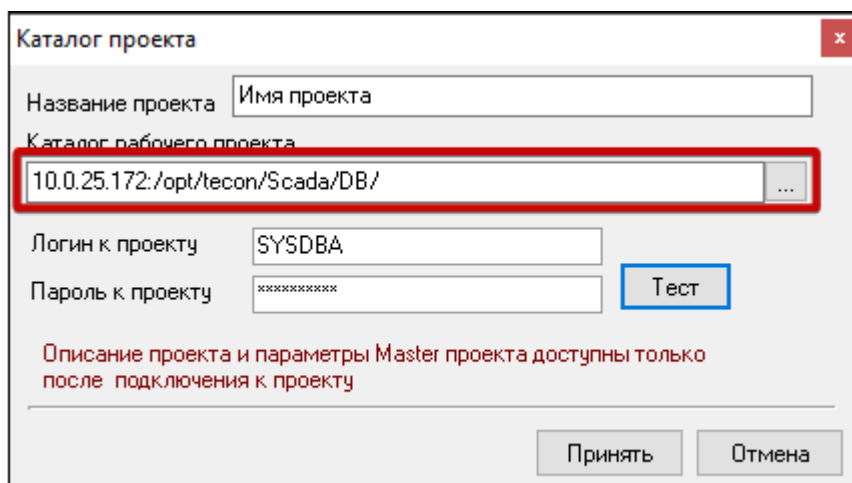 Каталог проекта
x
Название проекта Имя проекта
Каталог рабочего проекта
10.0.25.172:/opt/tecon/Scada/DB/ ...
Логин к проекту SYSDBA
Пароль к проекту ********** Тест
Описание проекта и параметры Master проекта доступны только
после подключения к проекту
Принять Отмена